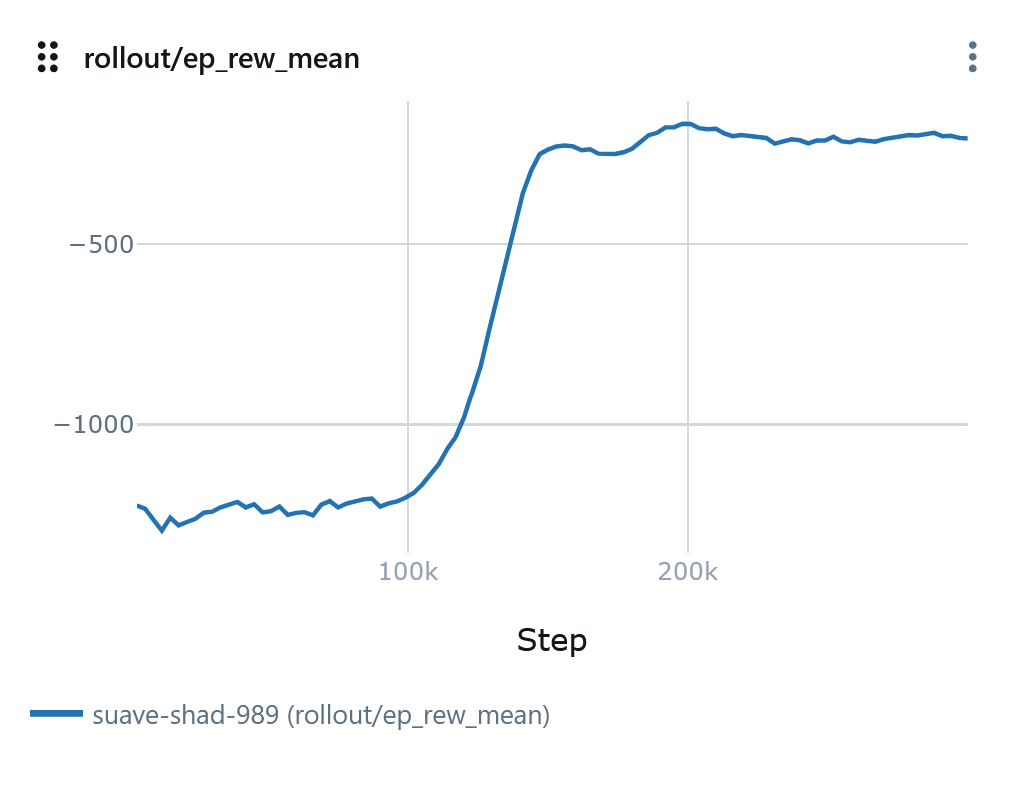 rollout/ep_rew_mean
−500
−1000
100k
200k
Step
suave-shad-989 (rollout/ep_rew_mean)